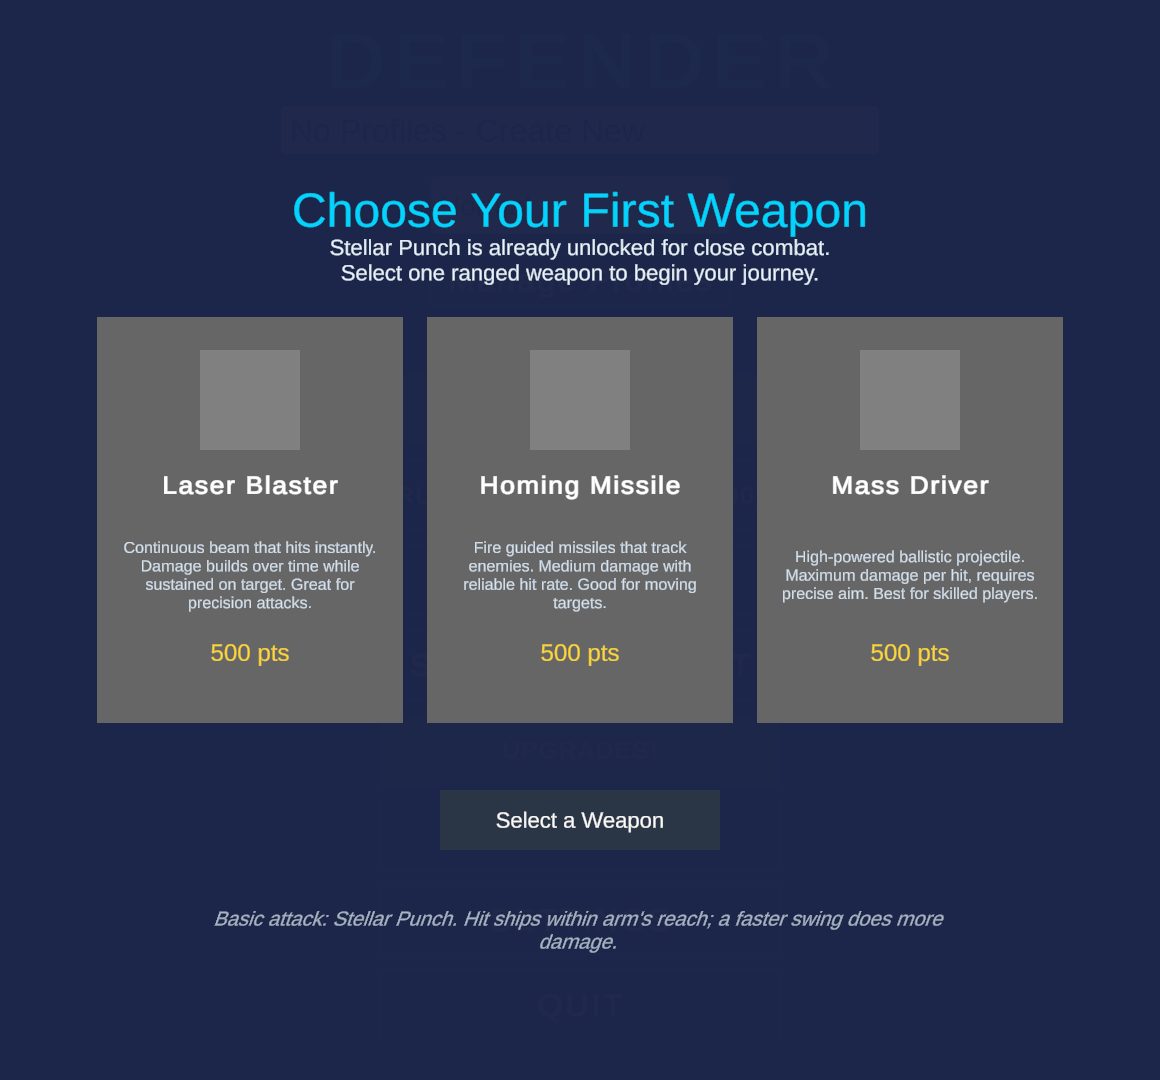 DEFENDER
No Profiles - Create New
Choose Your First Weapon
Stellar Punch is already unlocked for close combat.
Select one ranged weapon to begin your journey.
Laser Blaster
Homing Missile
Mass Driver
Continuous beam that hits instantly.
Damage builds over time while
sustained on target. Great for
precision attacks.
Fire guided missiles that track
enemies. Medium damage with
reliable hit rate. Good for moving
targets.
High-powered ballistic projectile.
Maximum damage per hit, requires
precise aim. Best for skilled players.
500 pts
500 pts
500 pts
UPGRADES!
Select a Weapon
Basic attack: Stellar Punch. Hit ships within arm's reach; a faster swing does more
damage.
QUIT